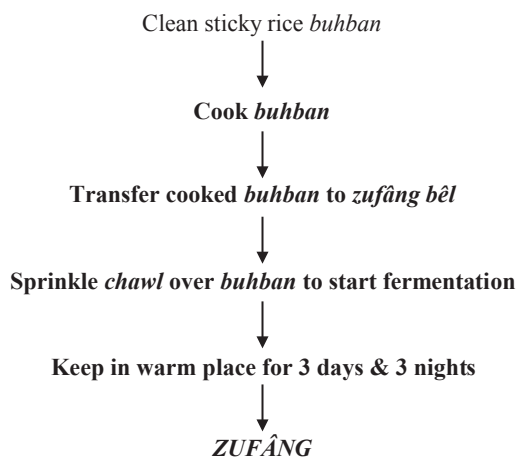 Clean sticky rice buhban
Cook buhban
Transfer cooked buhban to zufâng bêl
Sprinkle chawl over buhban to start fermentation
Keep in warm place for 3 days & 3 nights
ZUFÂNG